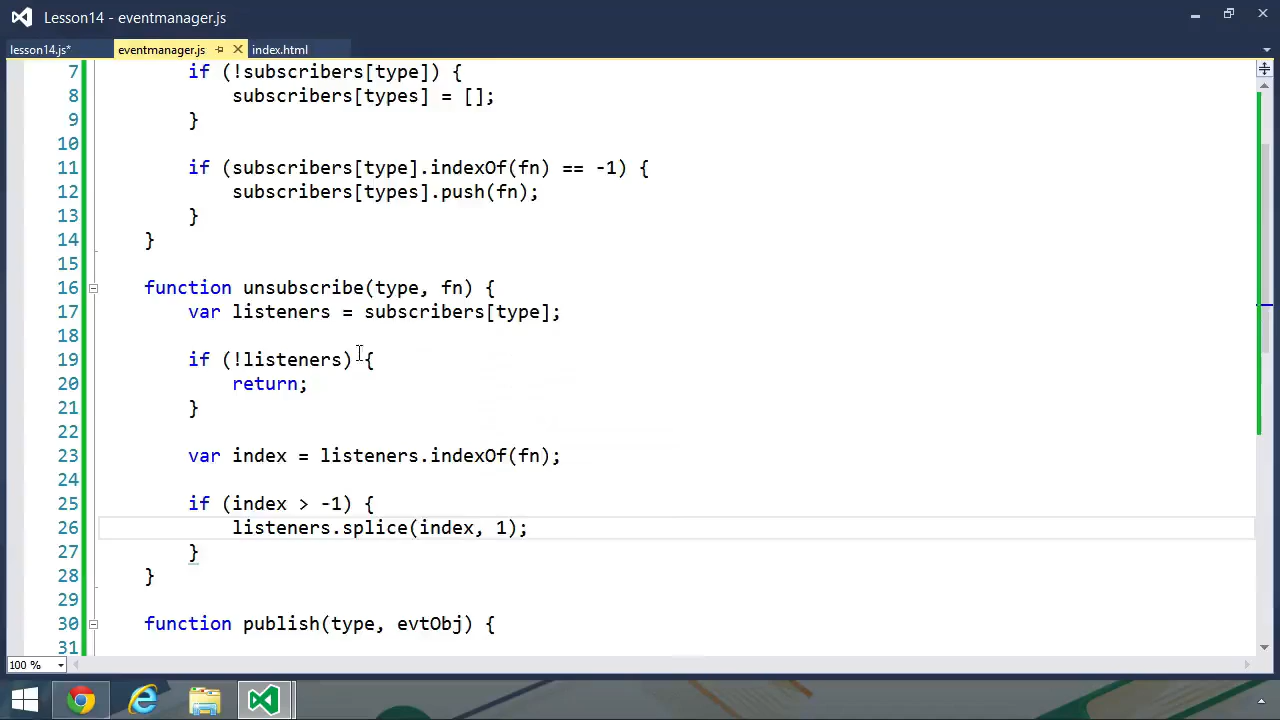 Lesson14 - eventmanager.js
lesson14.js* eventmanager.js index.html
7 if (!subscribers[type]) {
8 subscribers[types] = [];
9 }
10
11 if (subscribers[type].indexOf(fn) == -1) {
12 subscribers[types].push(fn);
13 }
14 }
15
16 function unsubscribe(type, fn) {
17 var listeners = subscribers[type];
18
19 if (!listeners) {
20 return;
21 }
22
23 var index = listeners.indexOf(fn);
24
25 if (index > -1) {
26 listeners.splice(index, 1);
27 }
28 }
29
30 function publish(type, evtObj) {
31
100 %